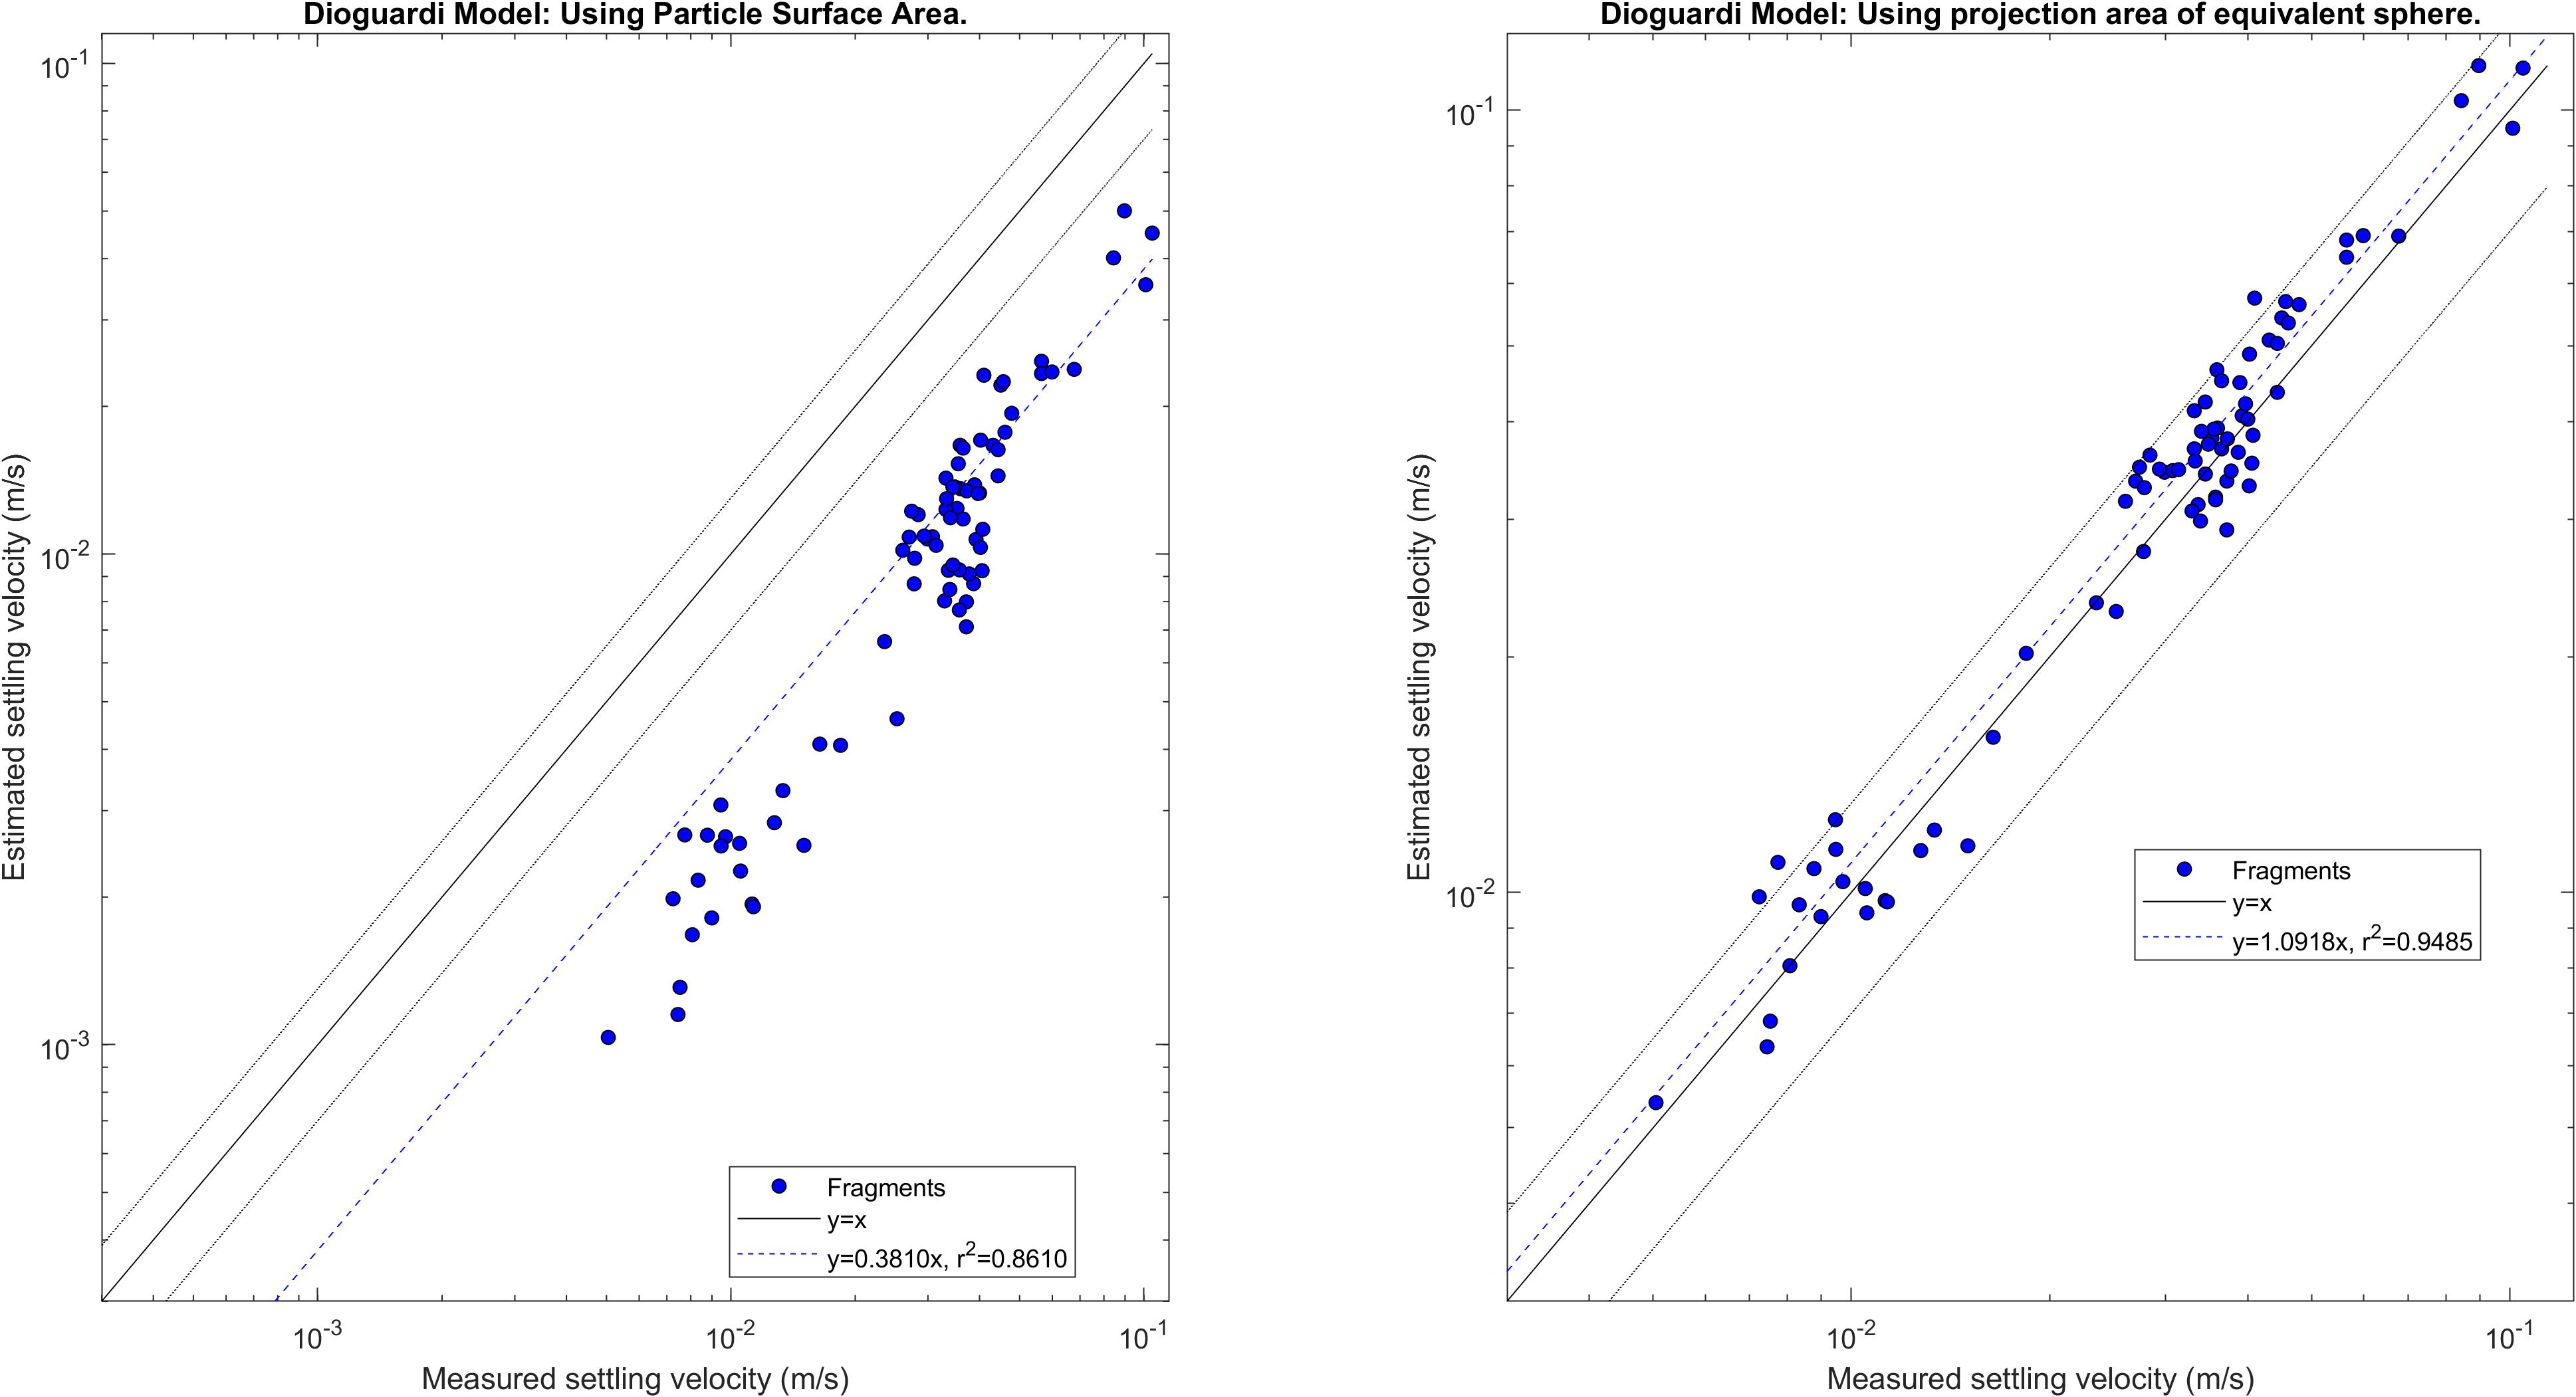 Dioguardi Model: Using Particle Surface Area.
Estimated settling velocity (m/s)
10^-1
10^-2
10^-3
10^-3 10^-2 10^-1
Measured settling velocity (m/s)
Fragments
y=x
y=0.3810x, r^2=0.8610
Dioguardi Model: Using projection area of equivalent sphere.
Estimated settling velocity (m/s)
10^-1
10^-2
10^-2 10^-1
Measured settling velocity (m/s)
Fragments
y=x
y=1.0918x, r^2=0.9485